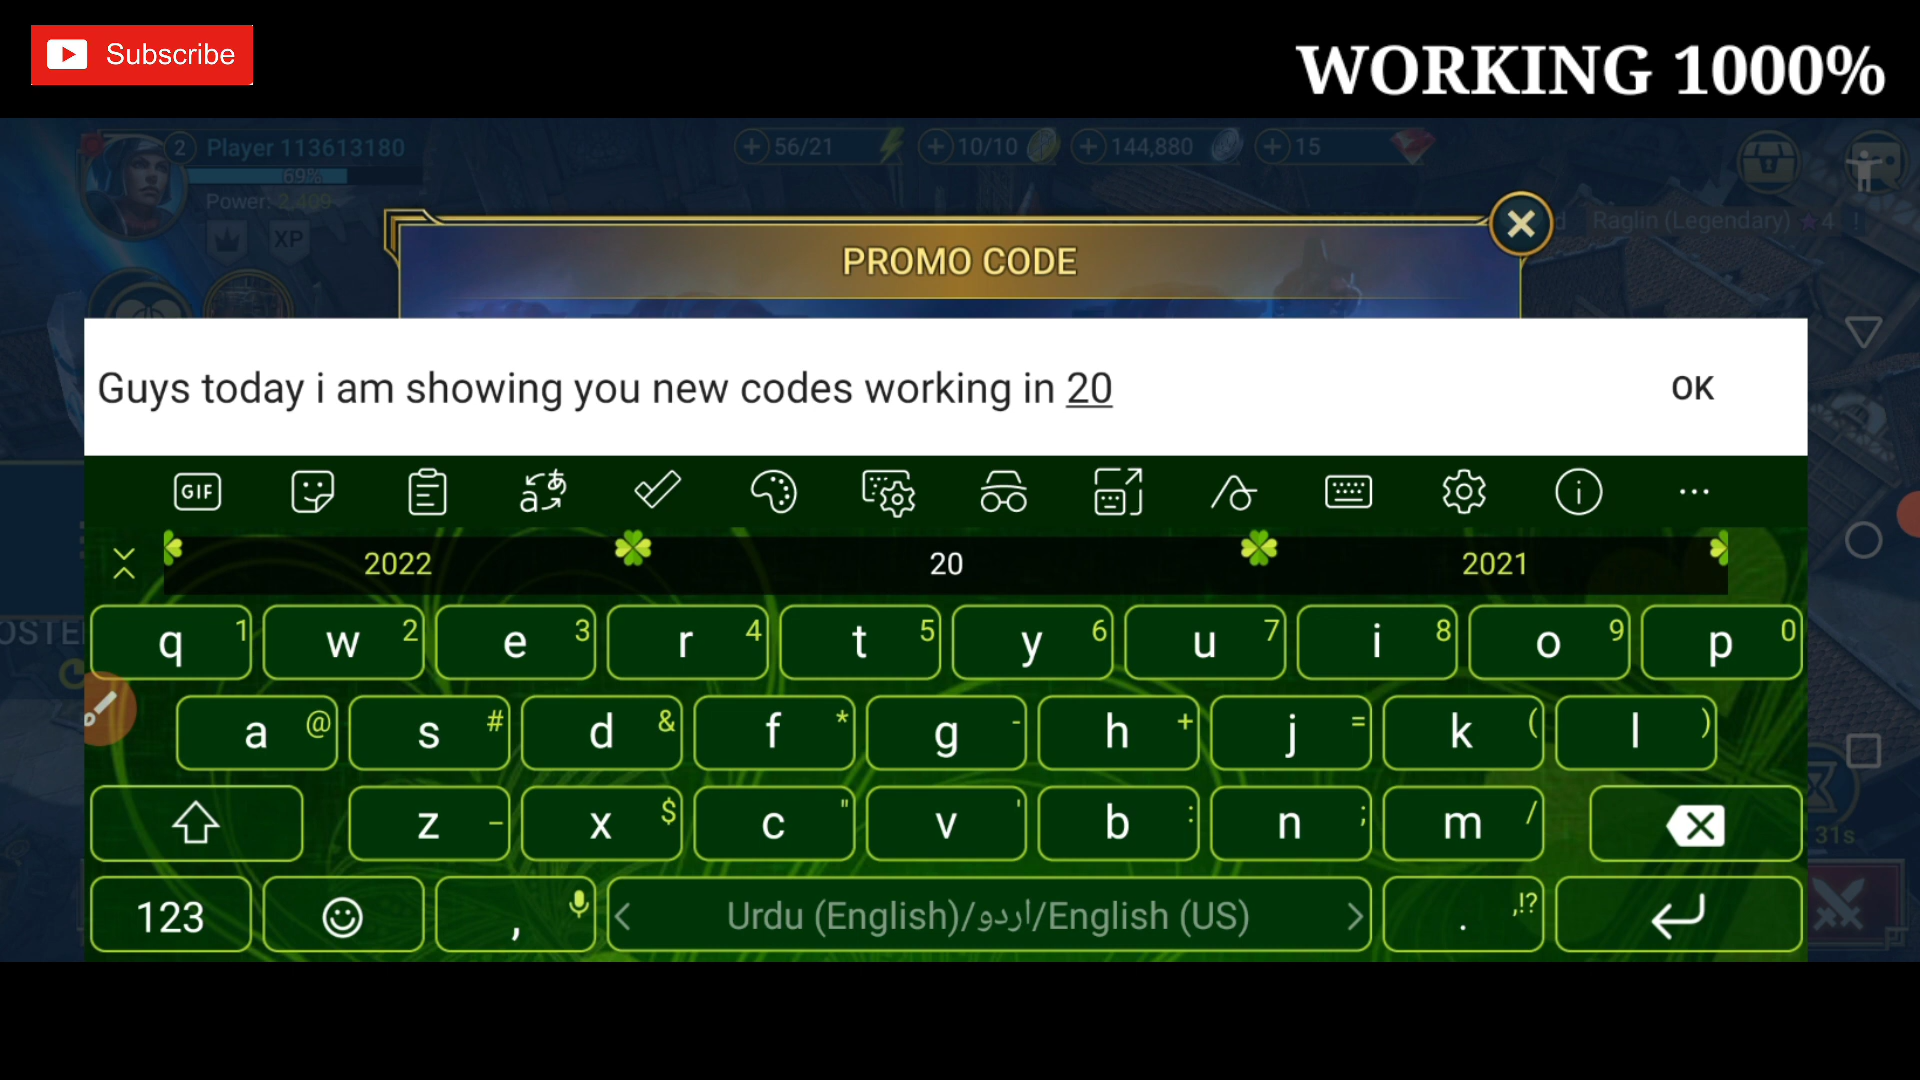 Subscribe
WORKING 1000%
2 Player 113613180
56/21
10/10
144,880
15
69%
Power: 2,409
XP
Raglin (Legendary) ★4 !
PROMO CODE
Guys today i am showing you new codes working in 20
OK
GIF
2022 20 2021
q 1 w 2 e 3 r 4 t 5 y 6 u 7 i 8 o 9 p 0
a @ s # d & f * g - h + j = k ( l )
z _ x $ c " v ' b : n ; m /
31s
123 , Urdu (English)/اردو/English (US) . ,!?